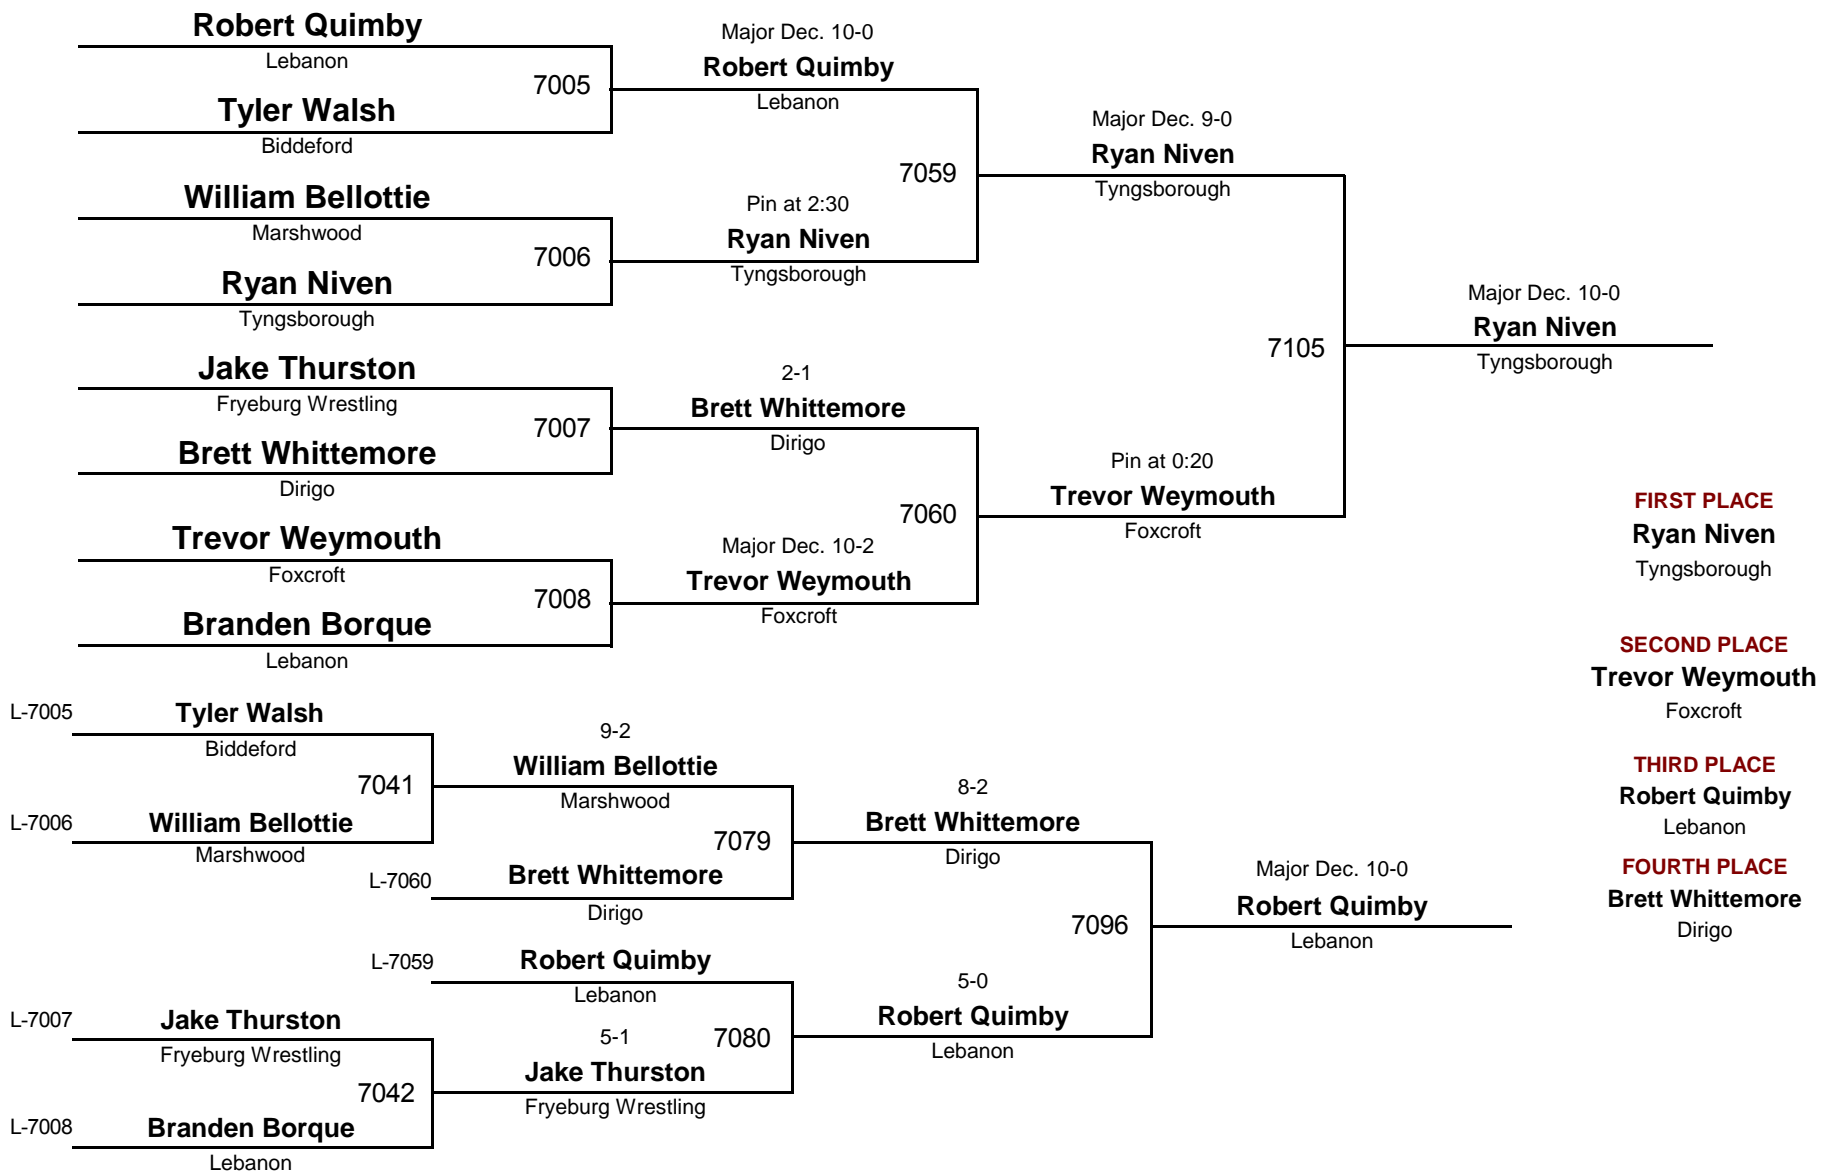 Robert Quimby
Lebanon
7005
Tyler Walsh
Biddeford
William Bellottie
Marshwood
7006
Ryan Niven
Tyngsborough
Jake Thurston
Fryeburg Wrestling
7007
Brett Whittemore
Dirigo
Trevor Weymouth
Foxcroft
7008
Branden Borque
Lebanon
Major Dec. 10-0
Robert Quimby
Lebanon
7059
Pin at 2:30
Ryan Niven
Tyngsborough
2-1
Brett Whittemore
Dirigo
7060
Major Dec. 10-2
Trevor Weymouth
Foxcroft
Major Dec. 9-0
Ryan Niven
Tyngsborough
7105
Pin at 0:20
Trevor Weymouth
Foxcroft
Major Dec. 10-0
Ryan Niven
Tyngsborough
FIRST PLACE
Ryan Niven
Tyngsborough
SECOND PLACE
Trevor Weymouth
Foxcroft
THIRD PLACE
Robert Quimby
Lebanon
FOURTH PLACE
Brett Whittemore
Dirigo
L-7005
Tyler Walsh
Biddeford
7041
L-7006
William Bellottie
Marshwood
9-2
William Bellottie
Marshwood
7079
L-7060
Brett Whittemore
Dirigo
L-7059
Robert Quimby
Lebanon
L-7007
Jake Thurston
Fryeburg Wrestling
7042
L-7008
Branden Borque
Lebanon
5-1
7080
Jake Thurston
Fryeburg Wrestling
8-2
Brett Whittemore
Dirigo
7096
5-0
Robert Quimby
Lebanon
Major Dec. 10-0
Robert Quimby
Lebanon